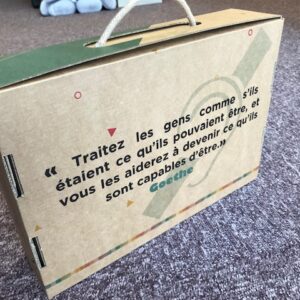 « Traitez les gens comme s'ils
étaient ce qu'ils pouvaient être, et
vous les aiderez à devenir ce qu'ils
sont capables d'être.»
Goethe